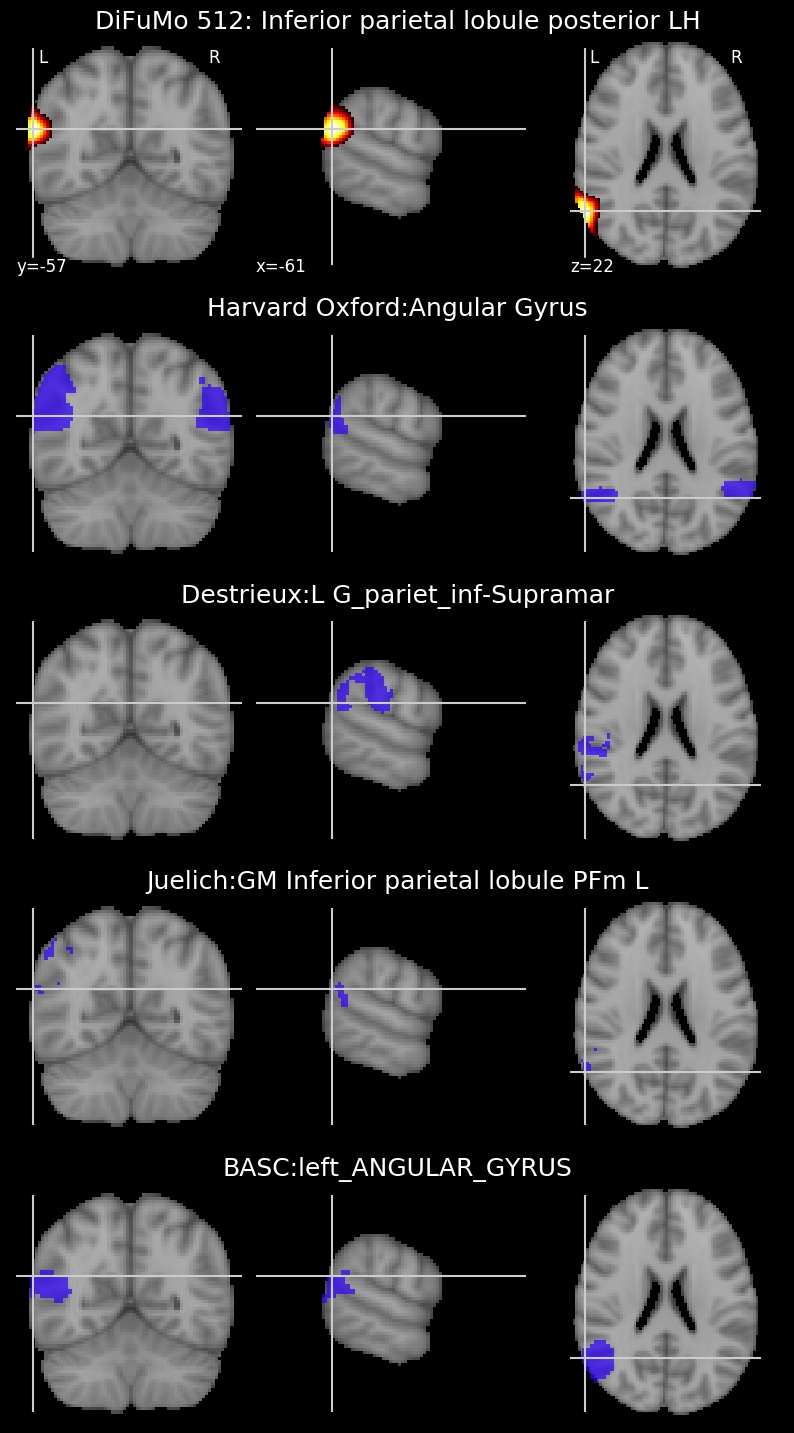 DiFuMo 512: Inferior parietal lobule posterior LH
L R L R
y=-57 x=-61 z=22
Harvard Oxford:Angular Gyrus
Destrieux:L G_pariet_inf-Supramar
Juelich:GM Inferior parietal lobule PFm L
BASC:left_ANGULAR_GYRUS